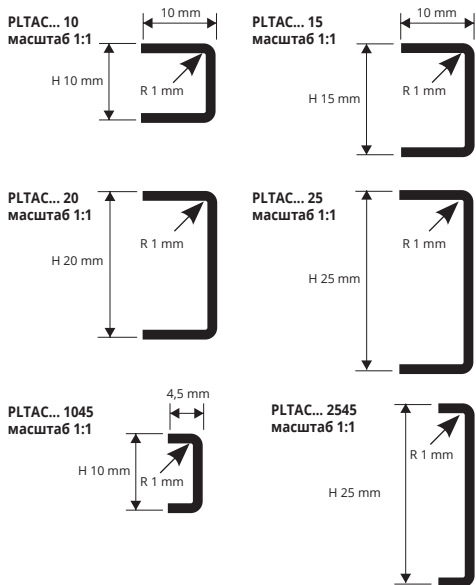 PLTAC... 10
масштаб 1:1
10 mm
H 10 mm
R 1 mm
PLTAC... 15
масштаб 1:1
10 mm
H 15 mm
R 1 mm
PLTAC... 20
масштаб 1:1
H 20 mm
R 1 mm
PLTAC... 25
масштаб 1:1
H 25 mm
R 1 mm
PLTAC... 1045
масштаб 1:1
4,5 mm
H 10 mm
R 1 mm
PLTAC... 2545
масштаб 1:1
H 25 mm
R 1 mm